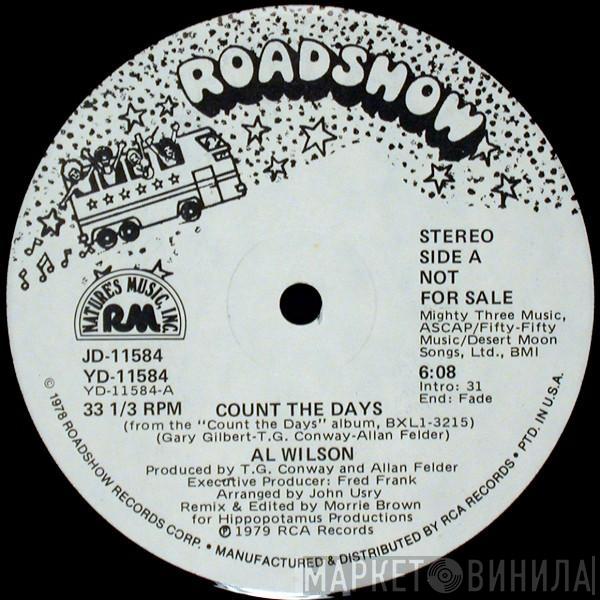 ROADSHOW
NATURE'S MUSIC, INC.
RM
STEREO
SIDE A
NOT
FOR SALE
Mighty Three Music,
ASCAP/Fifty-Fifty
Music/Desert Moon
Songs, Ltd., BMI
JD-11584
YD-11584
YD-11584-A
33 1/3 RPM
6:08
Intro: 31
End: Fade
COUNT THE DAYS
(from the "Count the Days" album, BXL1-3215)
(Gary Gilbert-T.G. Conway-Allan Felder)
AL WILSON
Produced by T.G. Conway and Allan Felder
Executive Producer: Fred Frank
Arranged by John Usry
Remix & Edited by Morrie Brown
for Hippopotamus Productions
℗ 1979 RCA Records
© 1978 ROADSHOW RECORDS CORP. • MANUFACTURED & DISTRIBUTED BY RCA RECORDS • PTD. IN U.S.A.
МАРКЕТ ВИНИЛА